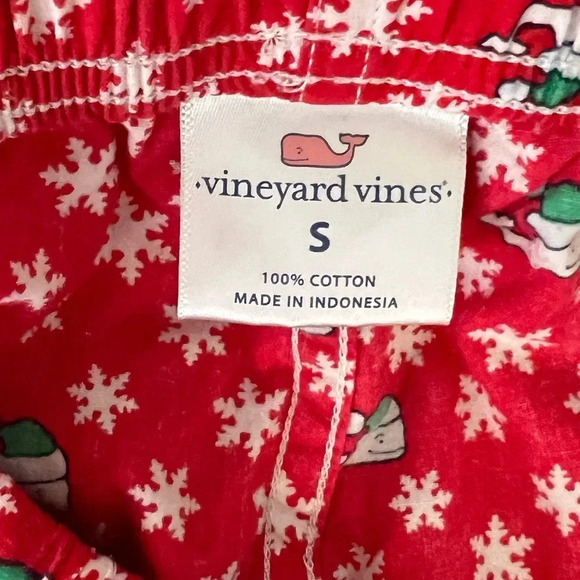 vineyard vines
S
100% COTTON
MADE IN INDONESIA